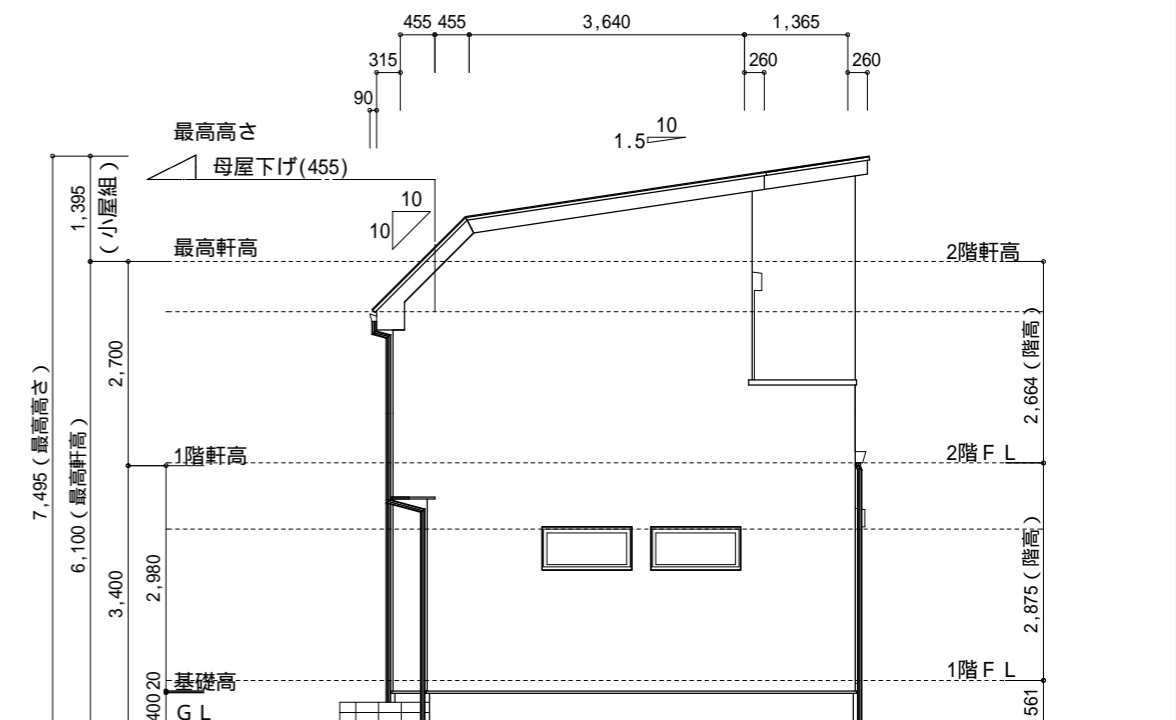 455 455 3,640 1,365
315 260 260
90
最高高さ
母屋下げ(455)
1.5 10
10
10
1,395
(小屋組)
最高軒高
2階軒高
2,700
2,664(階高)
7,495(最高高さ)
6,100(最高軒高)
1階軒高
2階FL
3,400
2,980
2,875(階高)
基礎高
1階FL
20
400
GL
561